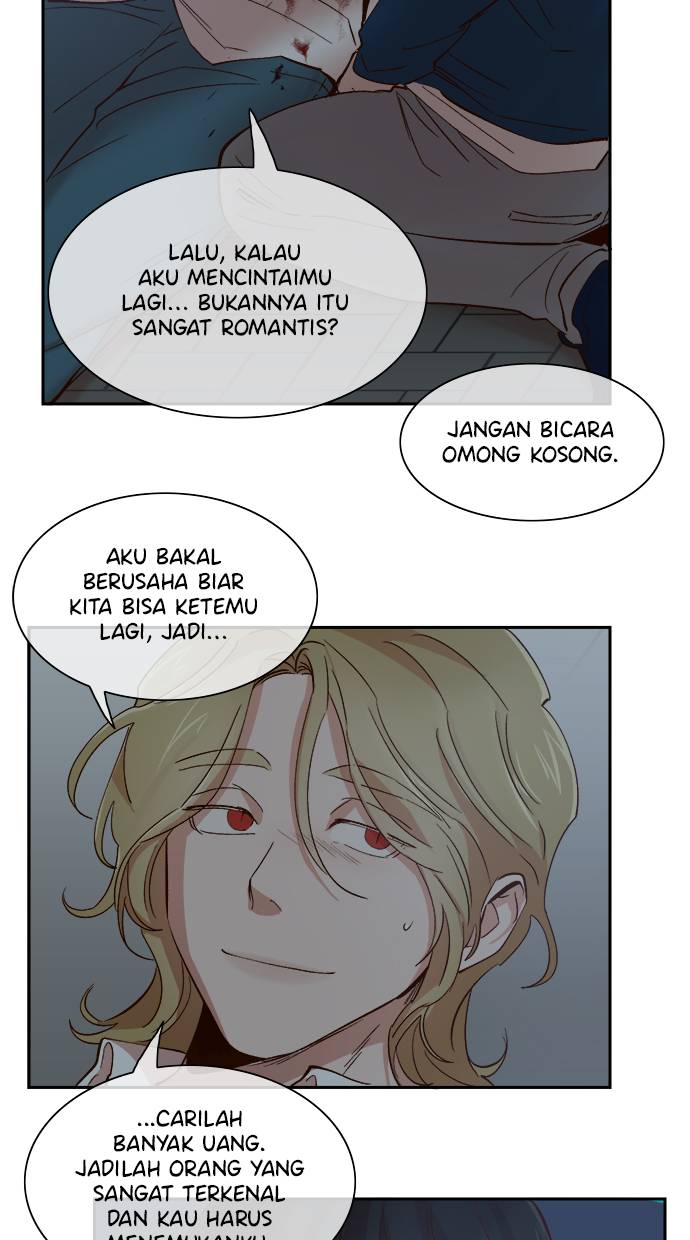 LALU, KALAU
AKU MENCINTAIMU
LAGI... BUKANNYA ITU
SANGAT ROMANTIS?
JANGAN BICARA
OMONG KOSONG.
AKU BAKAL
BERUSAHA BIAR
KITA BISA KETEMU
LAGI, JADI...
...CARILAH
BANYAK UANG.
JADILAH ORANG YANG
SANGAT TERKENAL
DAN KAU HARUS
MENEMUKANKU